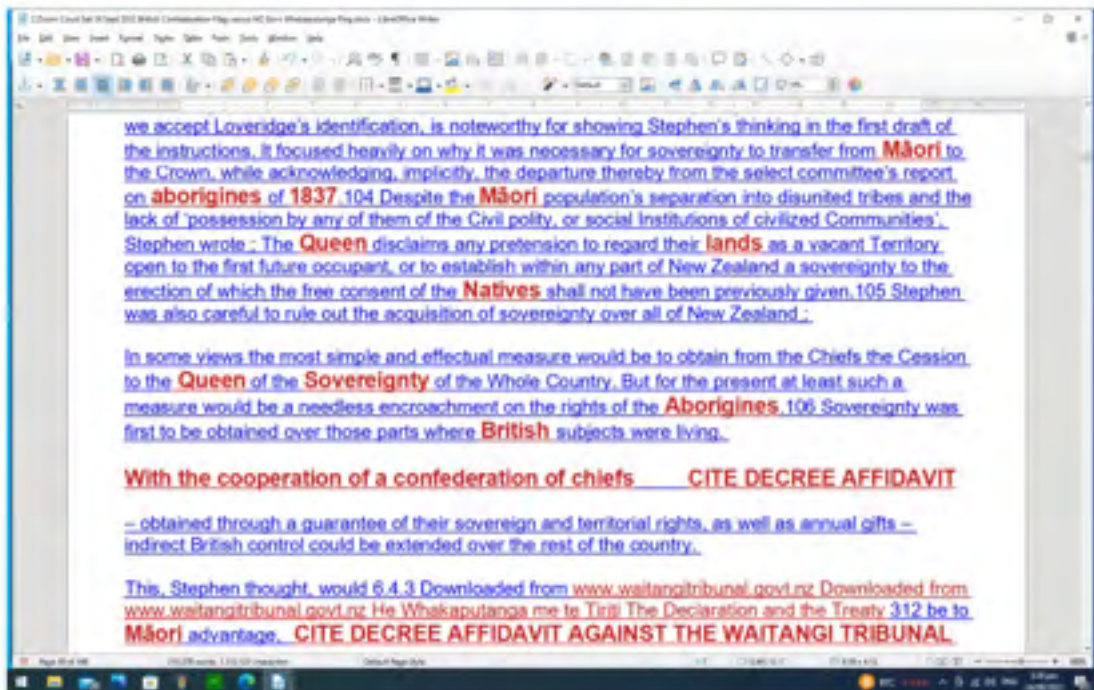 File Edit View Insert Format Styles Table Form Tools Window Help
we accept Loveridge's identification, is noteworthy for showing Stephen's thinking in the first draft of
the instructions. It focused heavily on why it was necessary for sovereignty to transfer from Māori to
the Crown, while acknowledging, implicitly, the departure thereby from the select committee's report
on aborigines of 1837.104 Despite the Māori population's separation into disunited tribes and the
lack of 'possession by any of them of the Civil polity, or social Institutions of civilized Communities',
Stephen wrote : The Queen disclaims any pretension to regard their lands as a vacant Territory
open to the first future occupant, or to establish within any part of New Zealand a sovereignty to the
erection of which the free consent of the Natives shall not have been previously given.105 Stephen
was also careful to rule out the acquisition of sovereignty over all of New Zealand :
In some views the most simple and effectual measure would be to obtain from the Chiefs the Cession
to the Queen of the Sovereignty of the Whole Country. But for the present at least such a
measure would be a needless encroachment on the rights of the Aborigines.106 Sovereignty was
first to be obtained over those parts where British subjects were living.
With the cooperation of a confederation of chiefs CITE DECREE AFFIDAVIT
– obtained through a guarantee of their sovereign and territorial rights, as well as annual gifts –
indirect British control could be extended over the rest of the country.
This, Stephen thought, would 6.4.3 Downloaded from www.waitangitribunal.govt.nz Downloaded from
www.waitangitribunal.govt.nz He Whakaputanga me te Tiriti The Declaration and the Treaty 312 be to
Māori advantage. CITE DECREE AFFIDAVIT AGAINST THE WAITANGI TRIBUNAL
Default Page Style